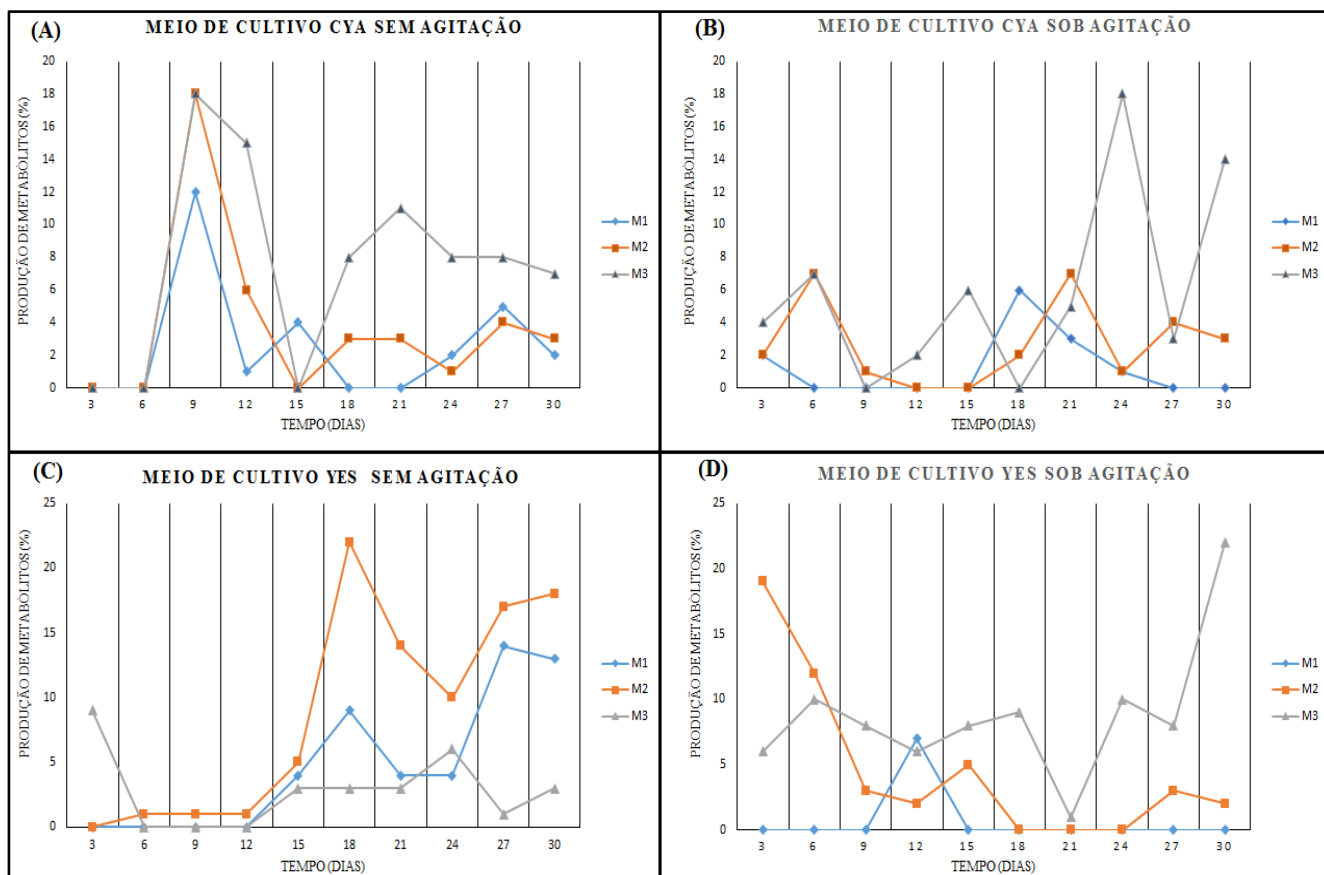 (A)
MEIO DE CULTIVO CYA SEM AGITAÇÃO
PRODUÇÃO DE METABÓLITOS (%)
20
18
16
14
12
10
8
6
4
2
0
3 6 9 12 15 18 21 24 27 30
TEMPO (DIAS)
M1
M2
M3
(B)
MEIO DE CULTIVO CYA SOB AGITAÇÃO
PRODUÇÃO DE METABÓLITOS (%)
20
18
16
14
12
10
8
6
4
2
0
3 6 9 12 15 18 21 24 27 30
TEMPO (DIAS)
M1
M2
M3
(C)
MEIO DE CULTIVO YES SEM AGITAÇÃO
PRODUÇÃO DE METABÓLITOS (%)
25
20
15
10
5
0
3 6 9 12 15 18 21 24 27 30
TEMPO (DIAS)
M1
M2
M3
(D)
MEIO DE CULTIVO YES SOB AGITAÇÃO
PRODUÇÃO DE METABÓLITOS (%)
25
20
15
10
5
0
3 6 9 12 15 18 21 24 27 30
TEMPO (DIAS)
M1
M2
M3